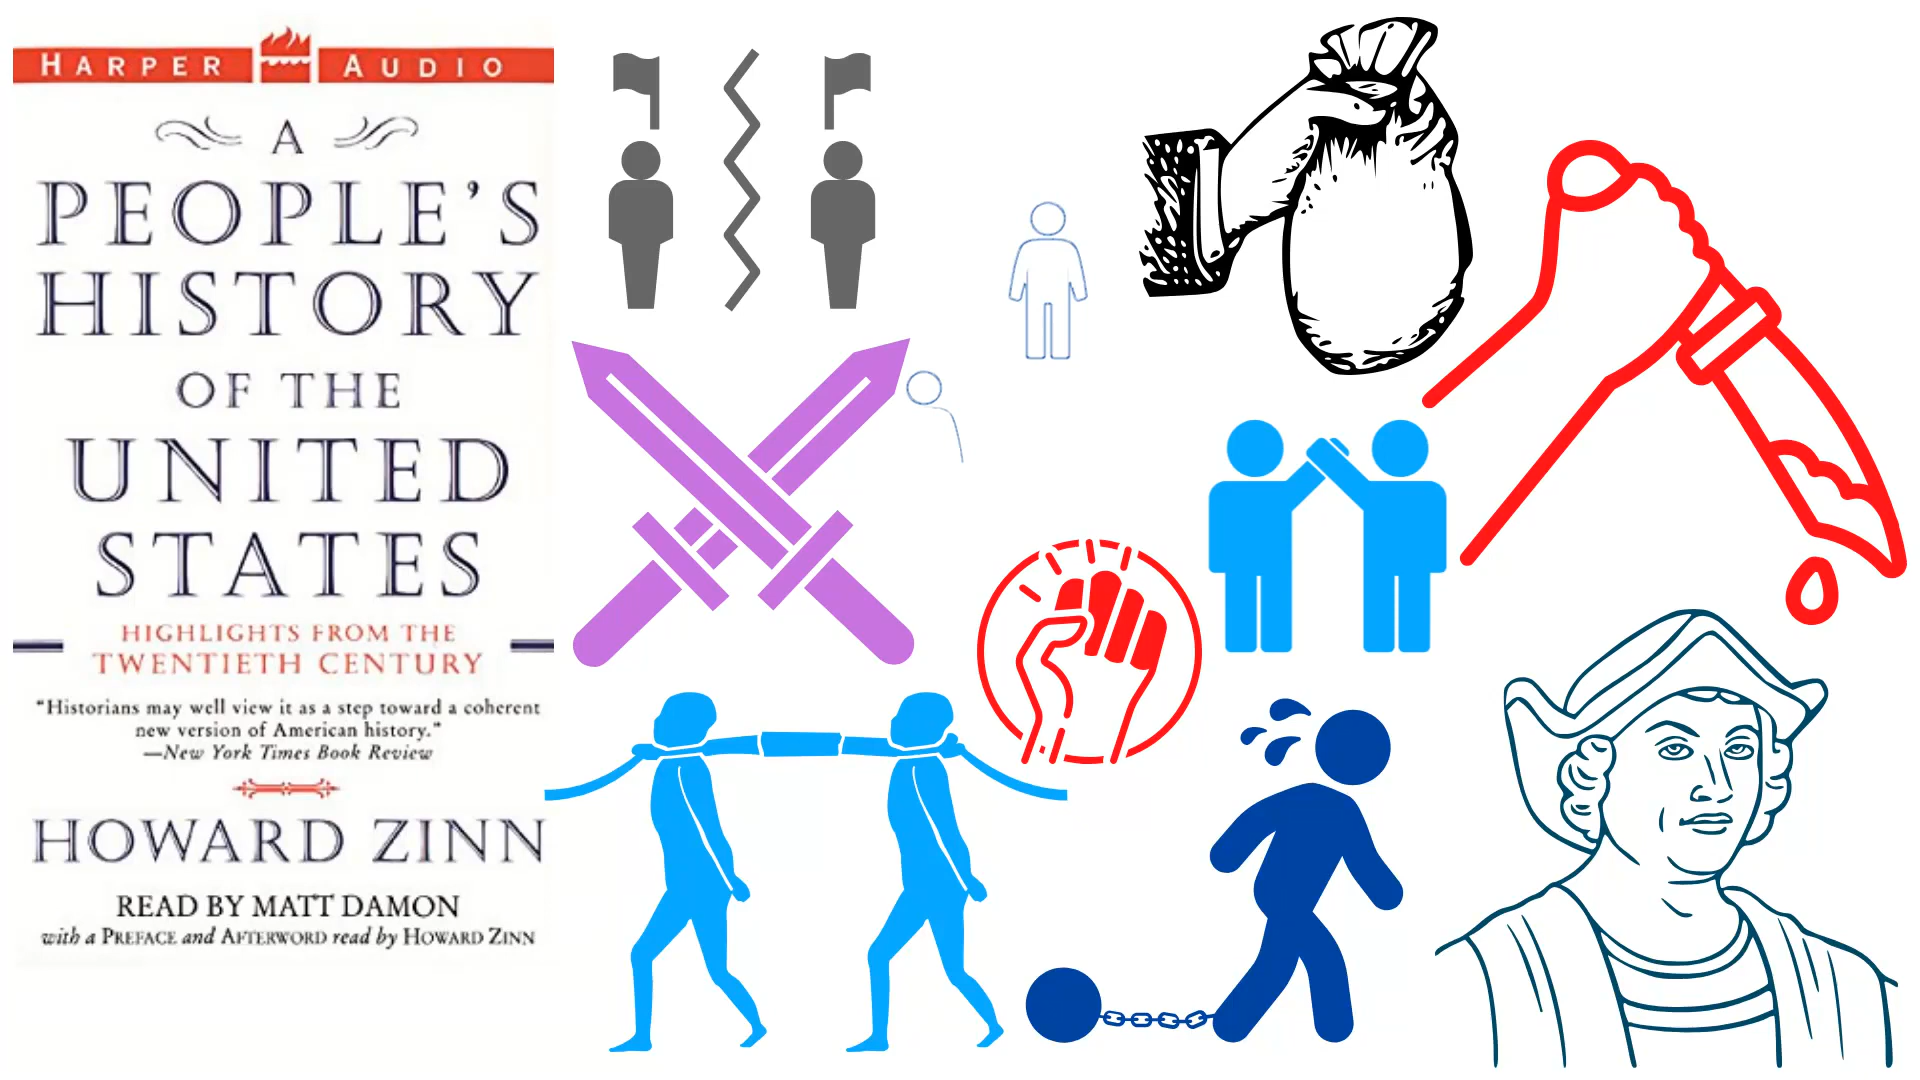 HARPER AUDIO
A
PEOPLE'S
HISTORY
OF THE
UNITED
STATES
HIGHLIGHTS FROM THE
TWENTIETH CENTURY
"Historians may well view it as a step toward a coherent
new version of American history."
—New York Times Book Review
HOWARD ZINN
READ BY MATT DAMON
with a PREFACE and AFTERWORD read by HOWARD ZINN